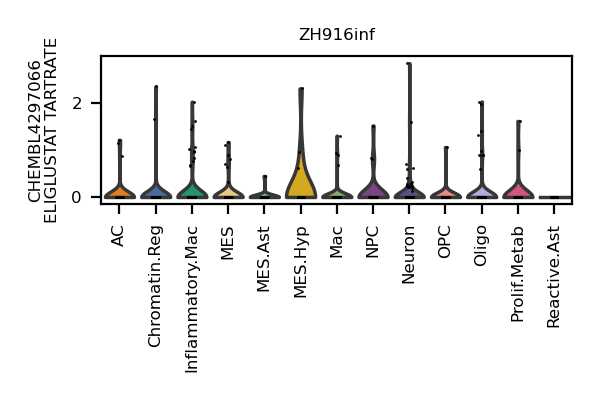 ZH916inf
CHEMBL4297066
ELIGLUSTAT TARTRATE
2
0
AC
Chromatin.Reg
Inflammatory.Mac
MES
MES.Ast
MES.Hyp
Mac
NPC
Neuron
OPC
Oligo
Prolif.Metab
Reactive.Ast